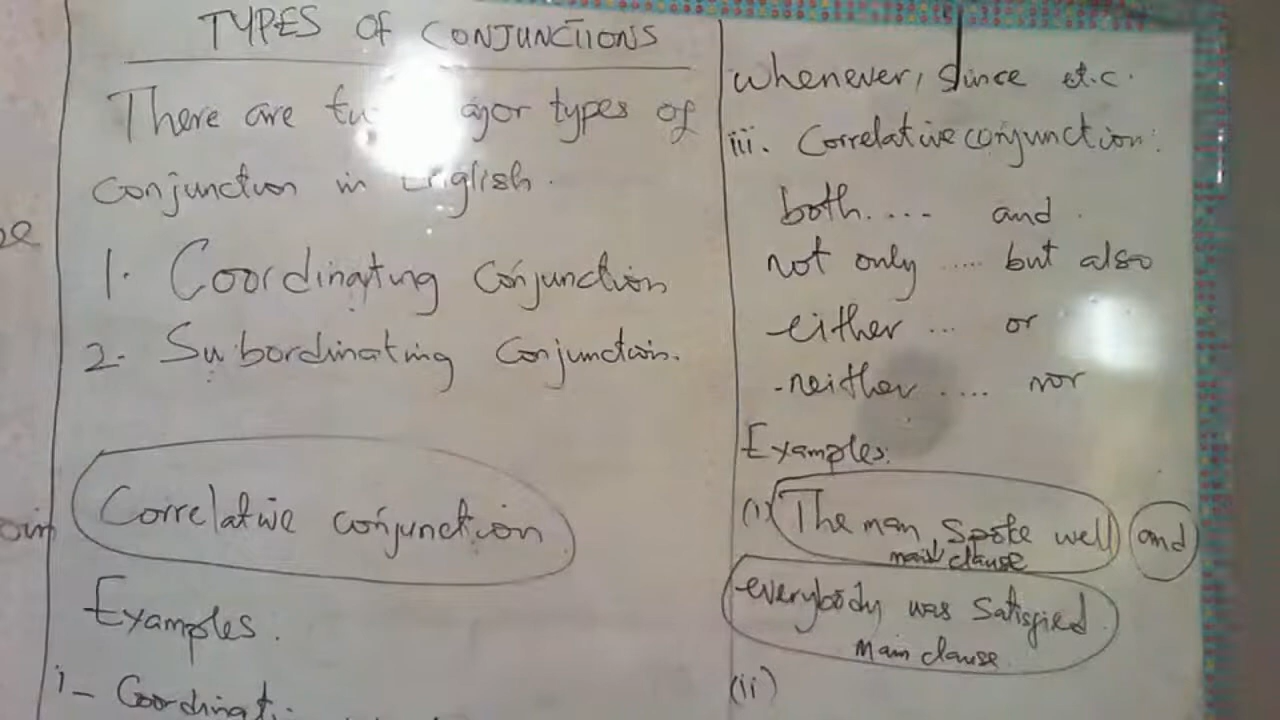 TYPES OF CONJUNCTIONS
There are types of
conjunction in English.
1. Coordinating Conjunction
2- Subordinating Conjunction.
Correlative conjunction
Examples.
i- Coordinati
whenever, since etc.
iii. Correlative conjunction:
both.... and.
not only ..... but also
either ... or
-neither .... nor
Examples:
(i) The man spoke well and
main clause
everybody was satisfied
main clause
(ii)